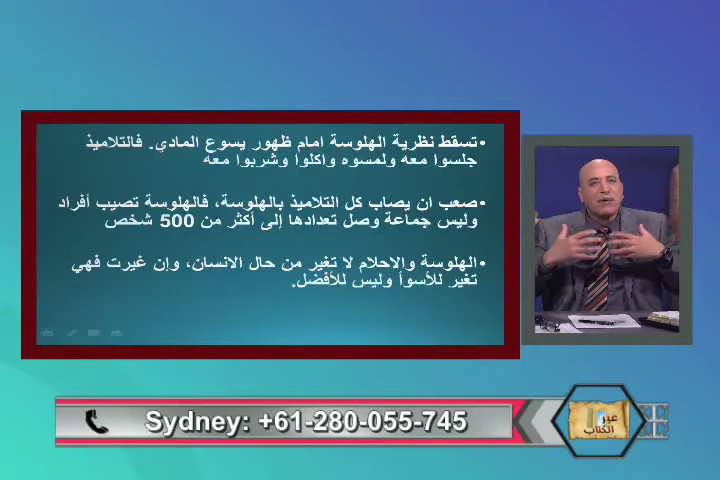 •تسقط نظرية الهلوسة امام ظهور يسوع المادي. فالتلاميذ
جلسوا معه ولمسوه واكلوا وشربوا معه
•صعب ان يصاب كل التلاميذ بالهلوسة، فالهلوسة تصيب أفراد
وليس جماعة وصل تعدادها إلى أكثر من 500 شخص
•الهلوسة والاحلام لا تغير من حال الانسان، وإن غيرت فهي
تغير للأسوأ وليس للأفضل.
Sydney: +61-280-055-745
عبر
الكتاب